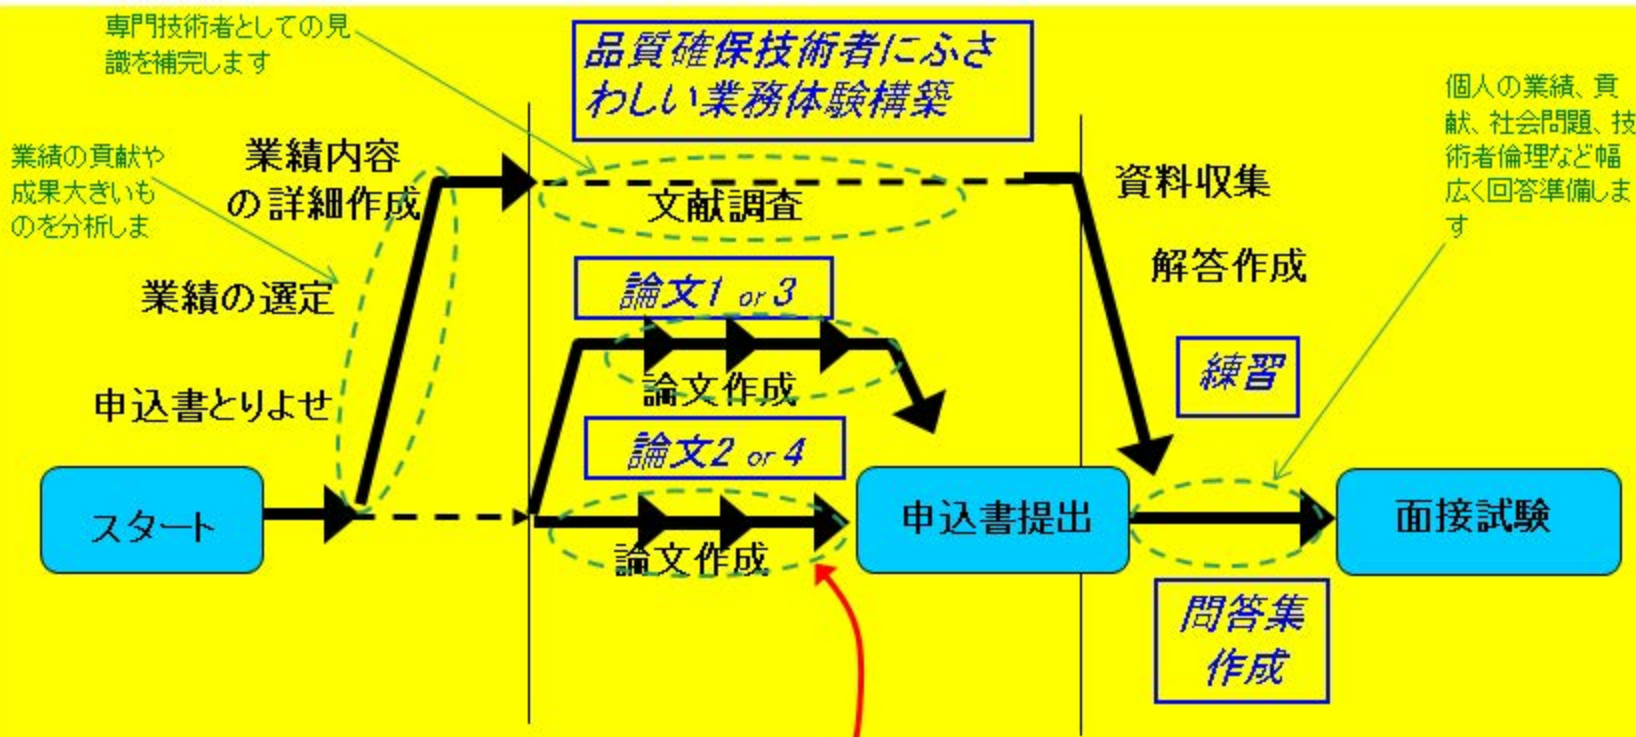 専門技術者としての見
識を補完します
品質確保技術者にふさ
わしい業務体験構築
個人の業績、貢
献、社会問題、技
術者倫理など幅
広く回答準備しま
す
業績の貢献や
成果大きいも
のを分析しま
業績内容
の詳細作成
文献調査
資料収集
解答作成
業績の選定
論文1 or 3
論文作成
練習
申込書とりよせ
論文2 or 4
スタート
論文作成
申込書提出
面接試験
問答集
作成